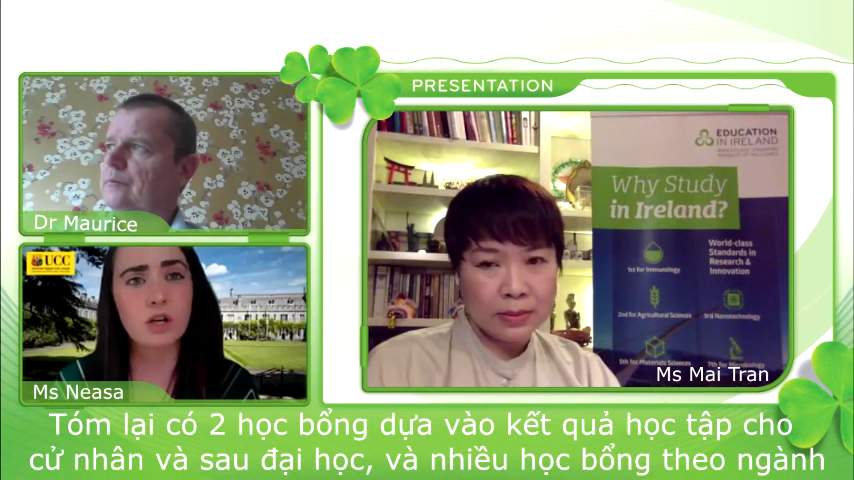 PRESENTATION
EDUCATION
IN IRELAND
Why Study
in Ireland?
World-class
Standards in
Research &
Innovation
1st for Immunology
2nd for Agricultural Sciences
3rd Nanotechnology
5th for Materials Sciences
7th for Microbiology
Dr Maurice
UCC
Ms Neasa
Ms Mai Tran
Tóm lại có 2 học bổng dựa vào kết quả học tập cho
cử nhân và sau đại học, và nhiều học bổng theo ngành